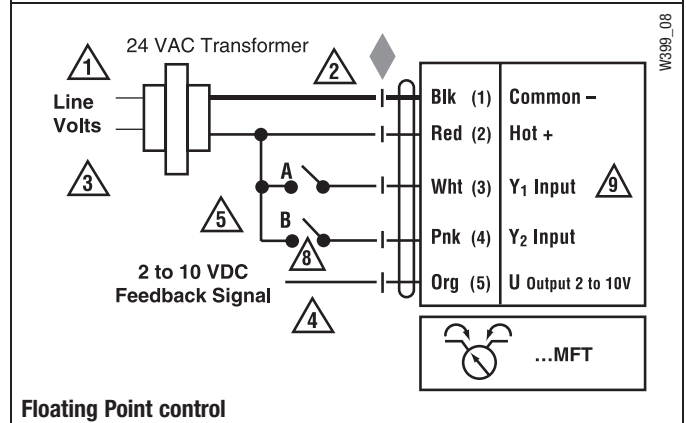 W399_08
24 VAC Transformer
1
2
Line
Volts
3
Blk (1) Common –
Red (2) Hot +
A
Wht (3) Y₁ Input 9
5
B
Pnk (4) Y₂ Input
8
2 to 10 VDC
Feedback Signal
Org (5) U Output 2 to 10V
4
...MFT
Floating Point control